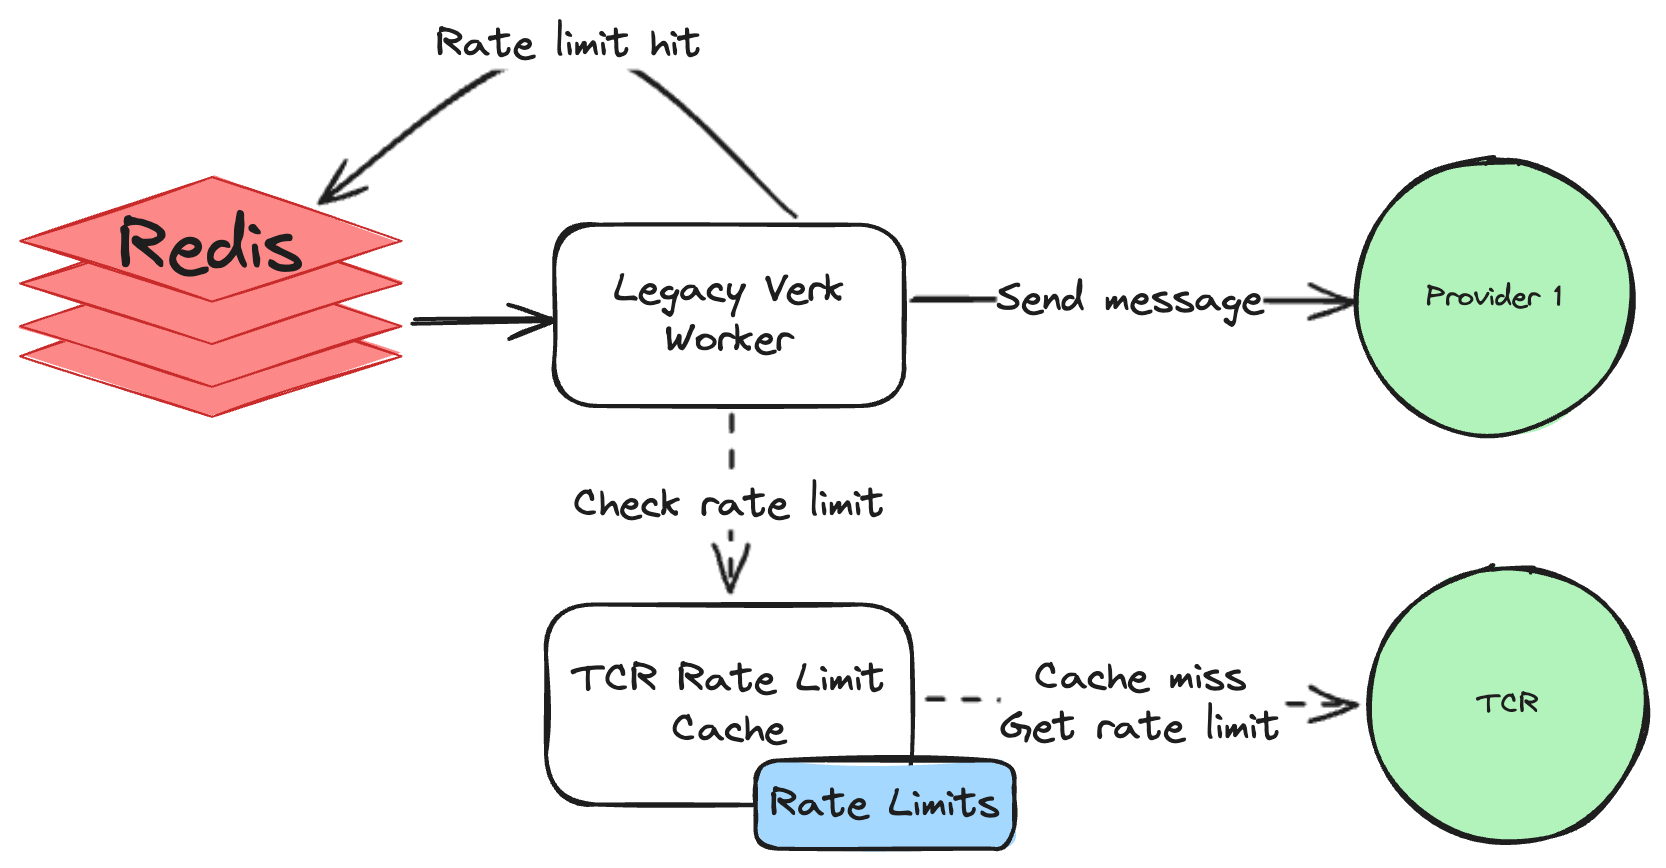 Rate limit hit
Redis
Legacy Verk
Worker
Send message
Provider 1
Check rate limit
TCR Rate Limit
Cache
Cache miss
Get rate limit
TCR
Rate Limits